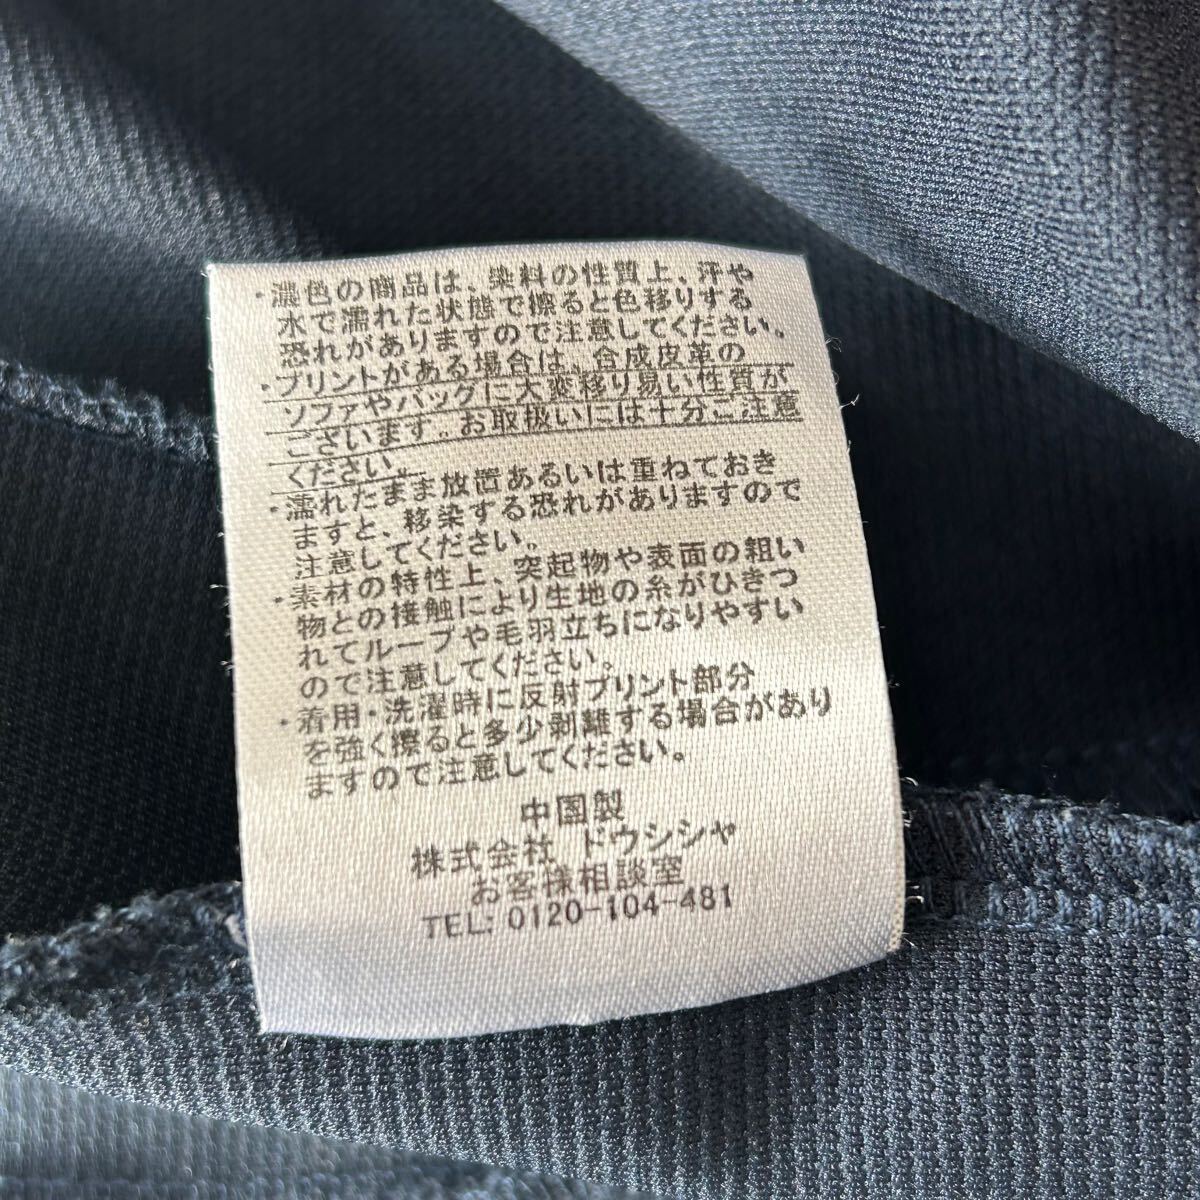 ・濃色の商品は、染料の性質上、汗や
水で濡れた状態で擦ると色移りする
恐れがありますので注意してください。
・プリントがある場合は、合成皮革の
ソファやバッグに大変移り易い性質が
ございます。お取扱いには十分ご注意
ください。
・濡れたまま放置あるいは重ねておき
ますと、移染する恐れがありますので
注意してください。
・素材の特性上、突起物や表面の粗い
物との接触により生地の糸がひきつ
れてループや毛羽立ちになりやすい
ので注意してください。
・着用・洗濯時に反射プリント部分
を強く擦ると多少剥離する場合があり
ますので注意してください。
中国製
株式会社 ドウシシャ
お客様相談室
TEL: 0120-104-481